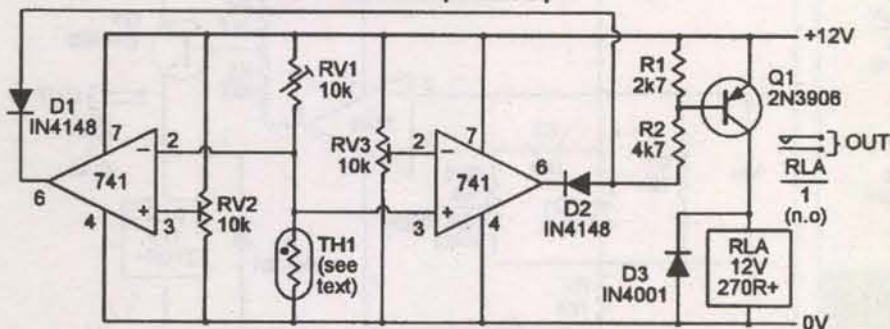 +12V
RV1
10k
R1
2k7
Q1
2N3906
D1
IN4148
7
2
741
6
4
3
RV2
10k
RV3
10k
2
7
741
6
3
4
D2
IN4148
R2
4k7
OUT
RLA
1
(n.o)
TH1
(see
text)
D3
IN4001
RLA
12V
270R+
0V